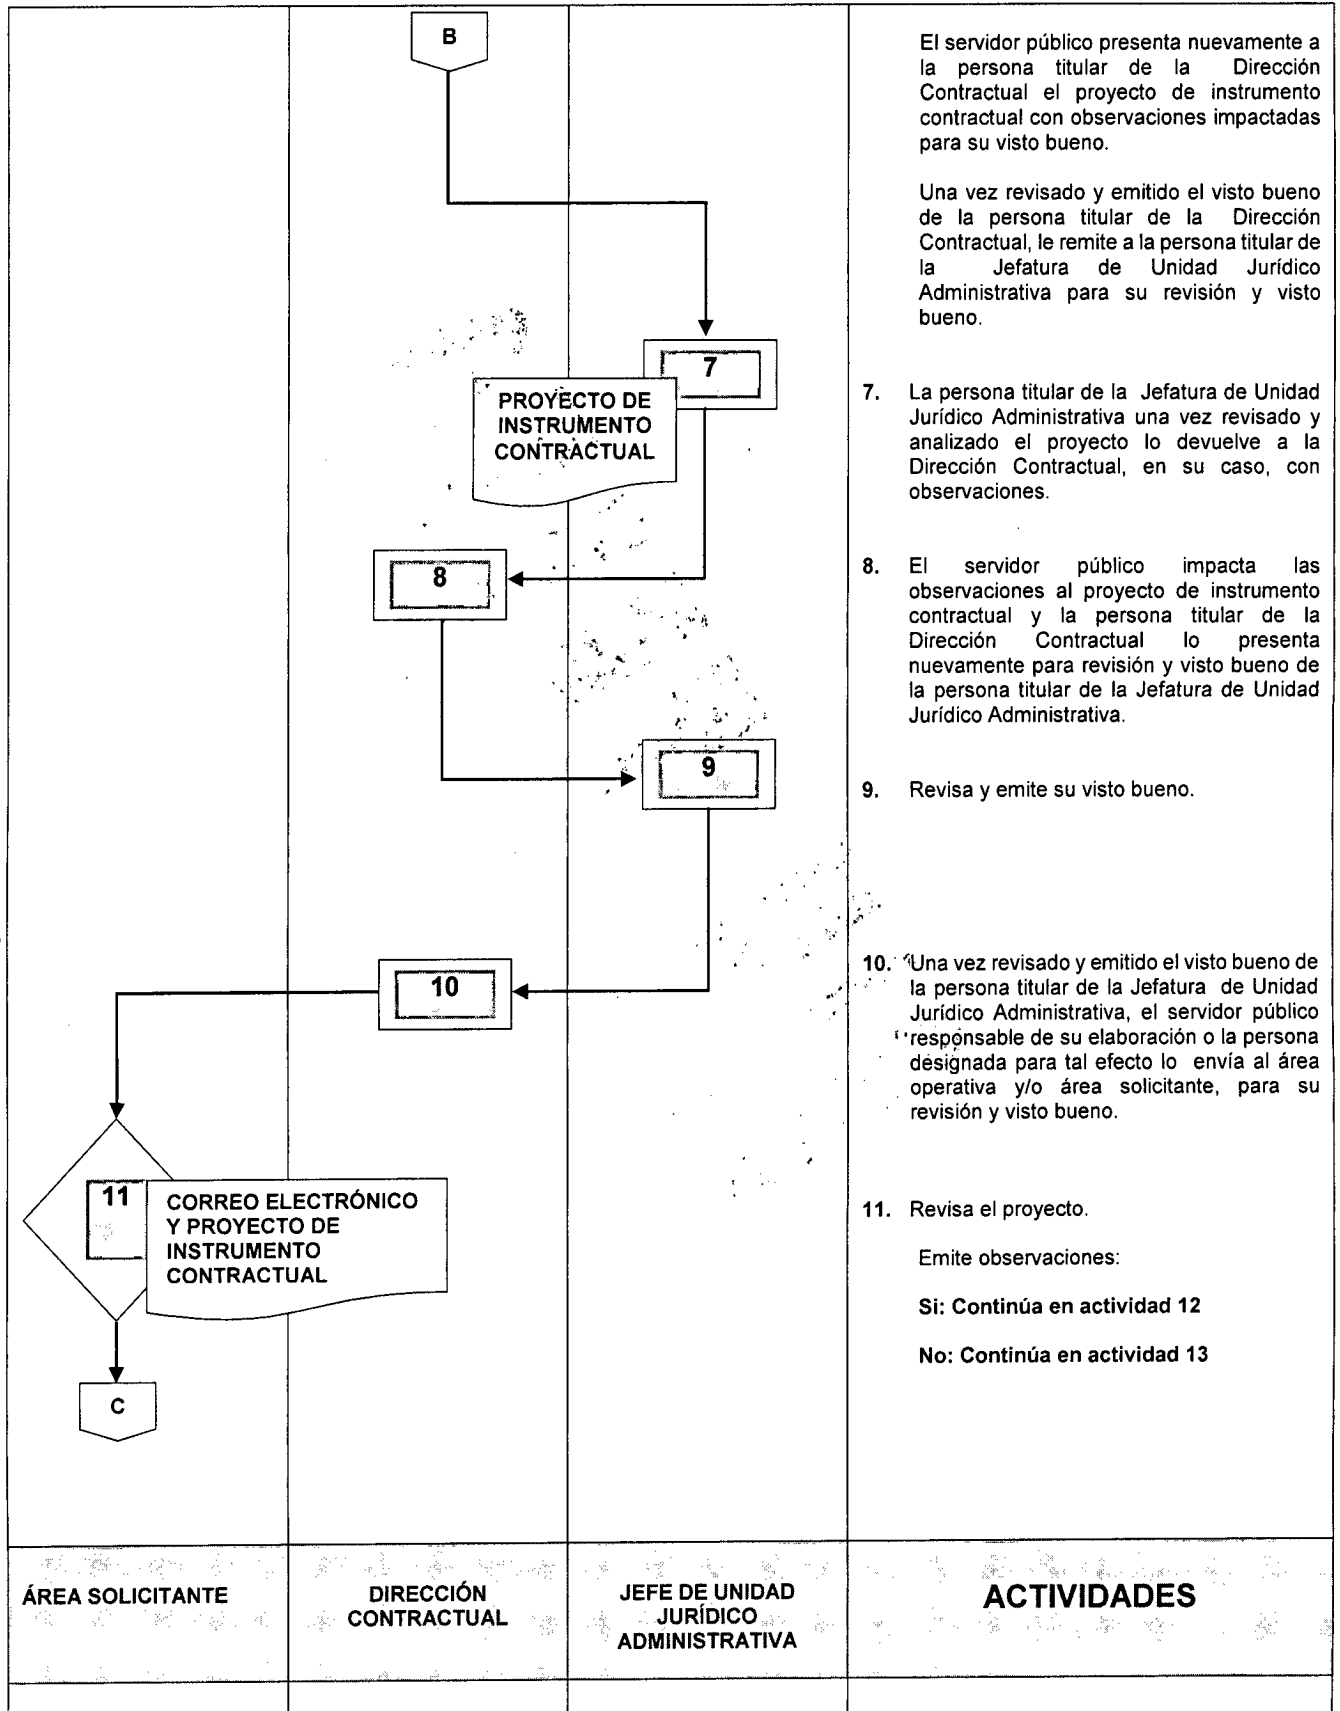 B
El servidor público presenta nuevamente a
la persona titular de la Dirección
Contractual el proyecto de instrumento
contractual con observaciones impactadas
para su visto bueno.
Una vez revisado y emitido el visto bueno
de la persona titular de la Dirección
Contractual, le remite a la persona titular de
la Jefatura de Unidad Jurídico
Administrativa para su revisión y visto
bueno.
7
PROYECTO DE
INSTRUMENTO
CONTRACTUAL
7. La persona titular de la Jefatura de Unidad
Jurídico Administrativa una vez revisado y
analizado el proyecto lo devuelve a la
Dirección Contractual, en su caso, con
observaciones.
8
8. El servidor público impacta las
observaciones al proyecto de instrumento
contractual y la persona titular de la
Dirección Contractual lo presenta
nuevamente para revisión y visto bueno de
la persona titular de la Jefatura de Unidad
Jurídico Administrativa.
9
9. Revisa y emite su visto bueno.
10
10. Una vez revisado y emitido el visto bueno de
la persona titular de la Jefatura de Unidad
Jurídico Administrativa, el servidor público
responsable de su elaboración o la persona
designada para tal efecto lo envía al área
operativa y/o área solicitante, para su
revisión y visto bueno.
11
CORREO ELECTRÓNICO
Y PROYECTO DE
INSTRUMENTO
CONTRACTUAL
11. Revisa el proyecto.
Emite observaciones:
Si: Continúa en actividad 12
No: Continúa en actividad 13
C
ÁREA SOLICITANTE
DIRECCIÓN
CONTRACTUAL
JEFE DE UNIDAD
JURÍDICO
ADMINISTRATIVA
ACTIVIDADES